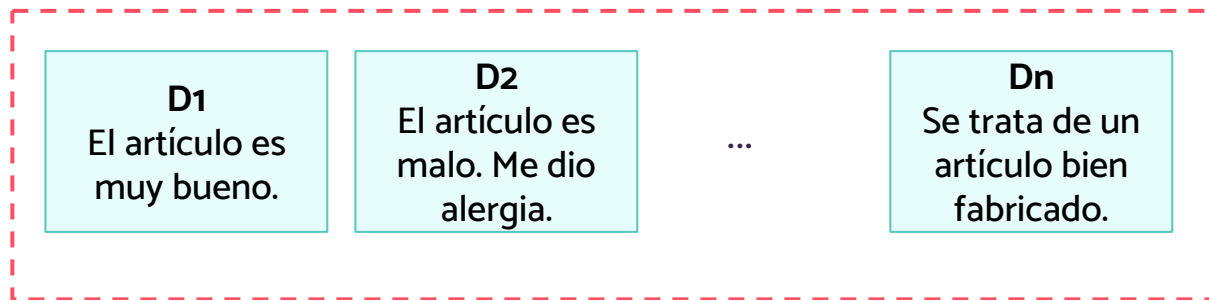 D1
El artículo es
muy bueno.
D2
El artículo es
malo. Me dio
alergia.
...
Dn
Se trata de un
artículo bien
fabricado.